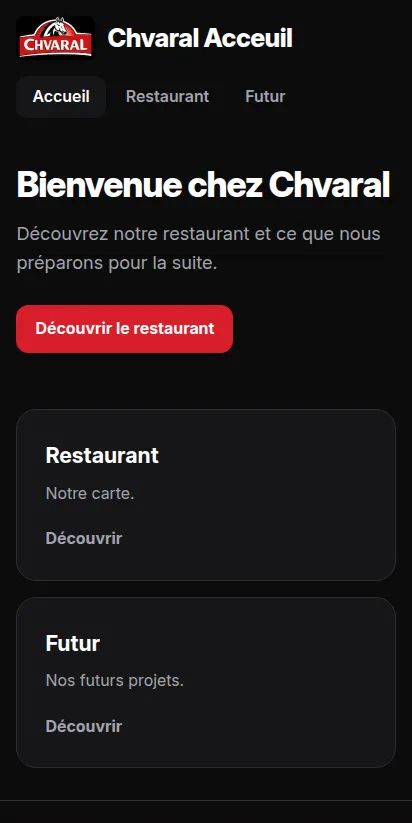 CHVARAL
Chvaral Acceuil
Accueil
Restaurant
Futur
Bienvenue chez Chvaral
Découvrez notre restaurant et ce que nous
préparons pour la suite.
Découvrir le restaurant
Restaurant
Notre carte.
Découvrir
Futur
Nos futurs projets.
Découvrir